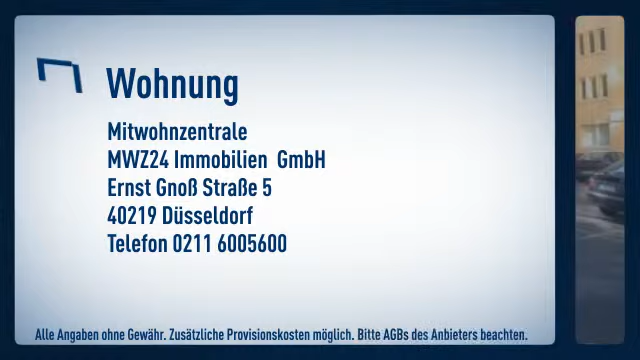 Wohnung
Mitwohnzentrale
MWZ24 Immobilien GmbH
Ernst Gnoß Straße 5
40219 Düsseldorf
Telefon 0211 6005600
Alle Angaben ohne Gewähr. Zusätzliche Provisionskosten möglich. Bitte AGBs des Anbieters beachten.